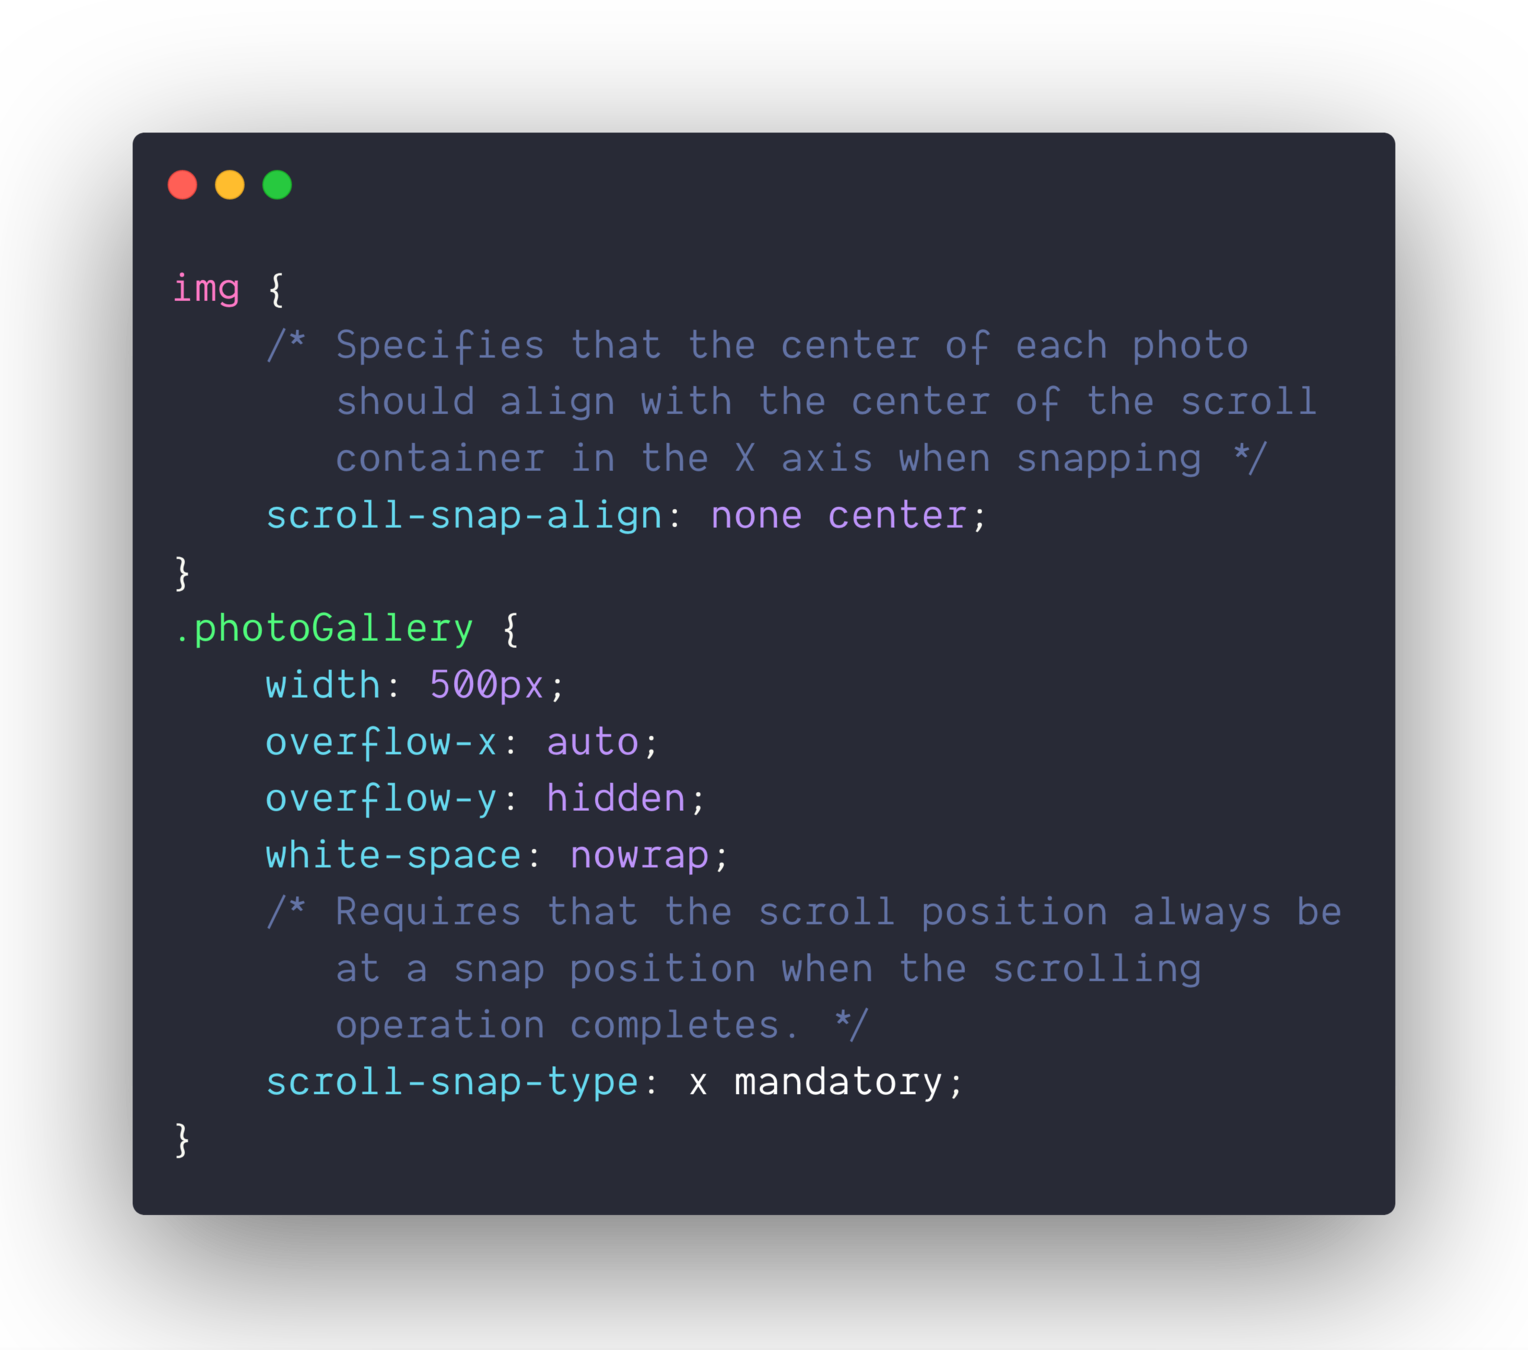 img {
    /* Specifies that the center of each photo
       should align with the center of the scroll
       container in the X axis when snapping */
    scroll-snap-align: none center;
}
.photoGallery {
    width: 500px;
    overflow-x: auto;
    overflow-y: hidden;
    white-space: nowrap;
    /* Requires that the scroll position always be
       at a snap position when the scrolling
       operation completes. */
    scroll-snap-type: x mandatory;
}